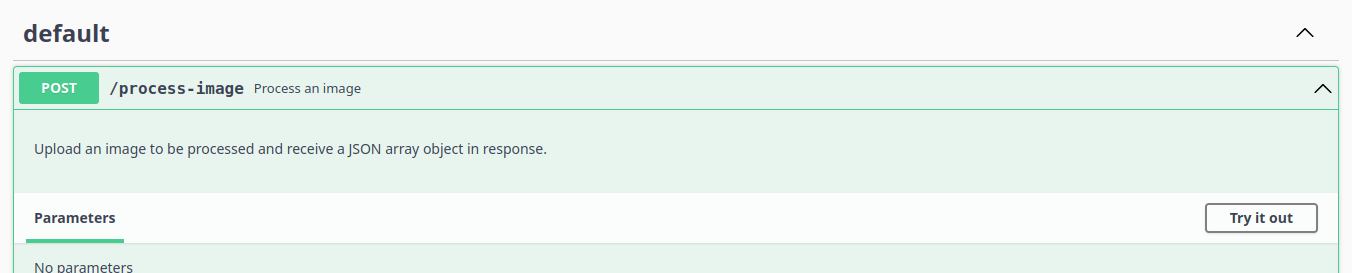 default
POST /process-image Process an image
Upload an image to be processed and receive a JSON array object in response.
Parameters Try it out
No parameters